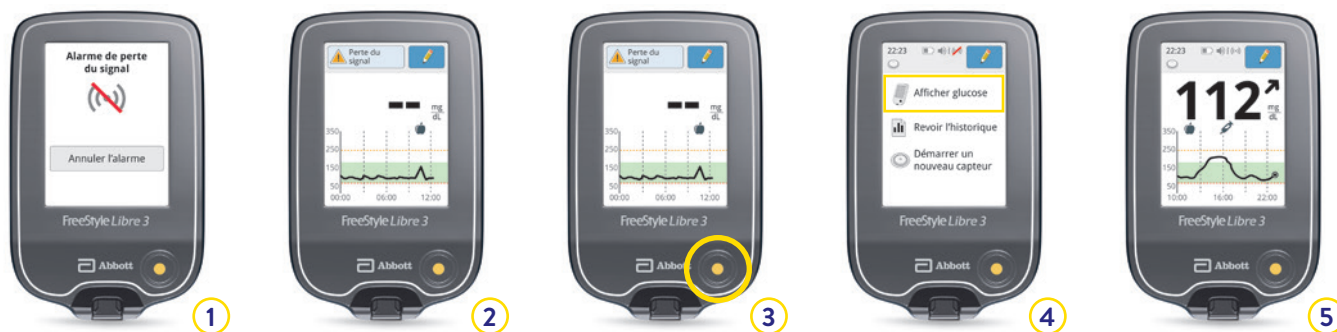 Alarme de perte
du signal
Annuler l'alarme
FreeStyle Libre 3
Abbott
1
Perte du
signal
mg
dL
350
250
150
50
00:00 06:00 12:00
FreeStyle Libre 3
Abbott
2
Perte du
signal
mg
dL
350
250
150
50
00:00 06:00 12:00
FreeStyle Libre 3
Abbott
3
22:23
Afficher glucose
Revoir l'historique
Démarrer un
nouveau capteur
FreeStyle Libre 3
Abbott
4
22:23
112
mg
dL
350
250
150
50
10:00 16:00 22:00
FreeStyle Libre 3
Abbott
5